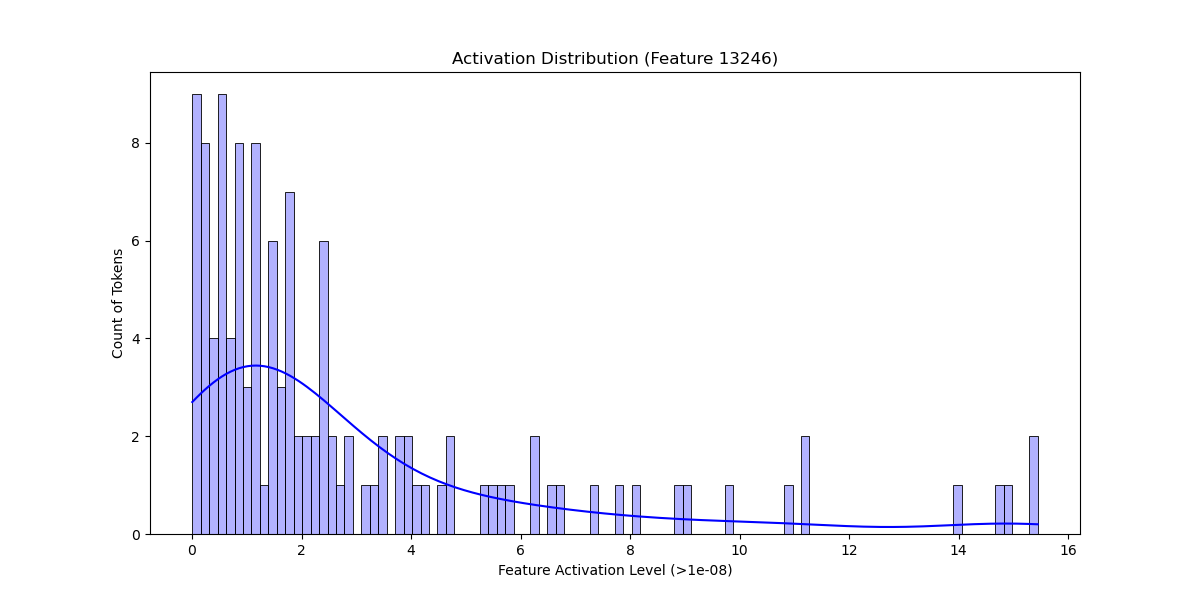 Activation Distribution (Feature 13246)
Count of Tokens
8
6
4
2
0
0 2 4 6 8 10 12 14 16
Feature Activation Level (>1e-08)